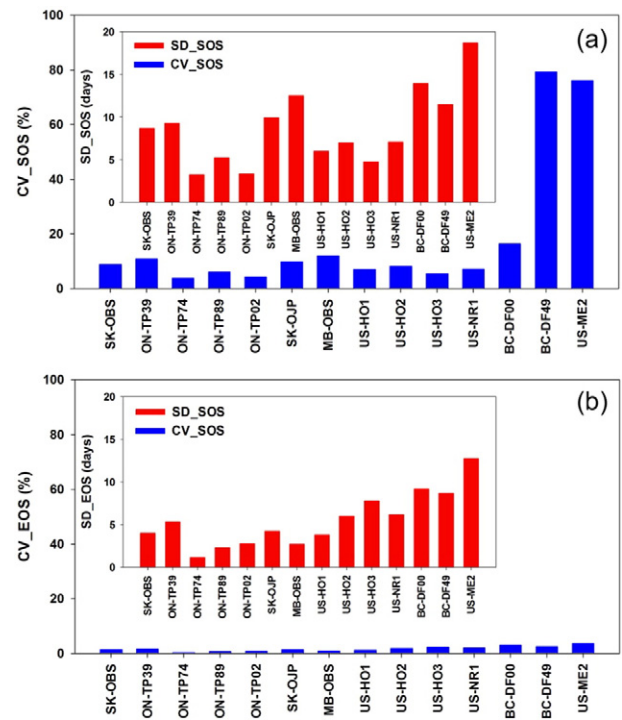 (a)
CV_SOS (%)
100
80
60
40
20
0
SD_SOS (days)
20
15
10
5
0
SD_SOS
CV_SOS
SK-OBS ON-TP39 ON-TP74 ON-TP89 ON-TP02 SK-OJP MB-OBS US-HO1 US-HO2 US-HO3 US-NR1 BC-DF00 BC-DF49 US-ME2
SK-OBS ON-TP39 ON-TP74 ON-TP89 ON-TP02 SK-OJP MB-OBS US-HO1 US-HO2 US-HO3 US-NR1 BC-DF00 BC-DF49 US-ME2
(b)
CV_EOS (%)
100
80
60
40
20
0
SD_EOS (days)
20
15
10
5
0
SD_SOS
CV_SOS
SK-OBS ON-TP39 ON-TP74 ON-TP89 ON-TP02 SK-OJP MB-OBS US-HO1 US-HO2 US-HO3 US-NR1 BC-DF00 BC-DF49 US-ME2
SK-OBS ON-TP39 ON-TP74 ON-TP89 ON-TP02 SK-OJP MB-OBS US-HO1 US-HO2 US-HO3 US-NR1 BC-DF00 BC-DF49 US-ME2